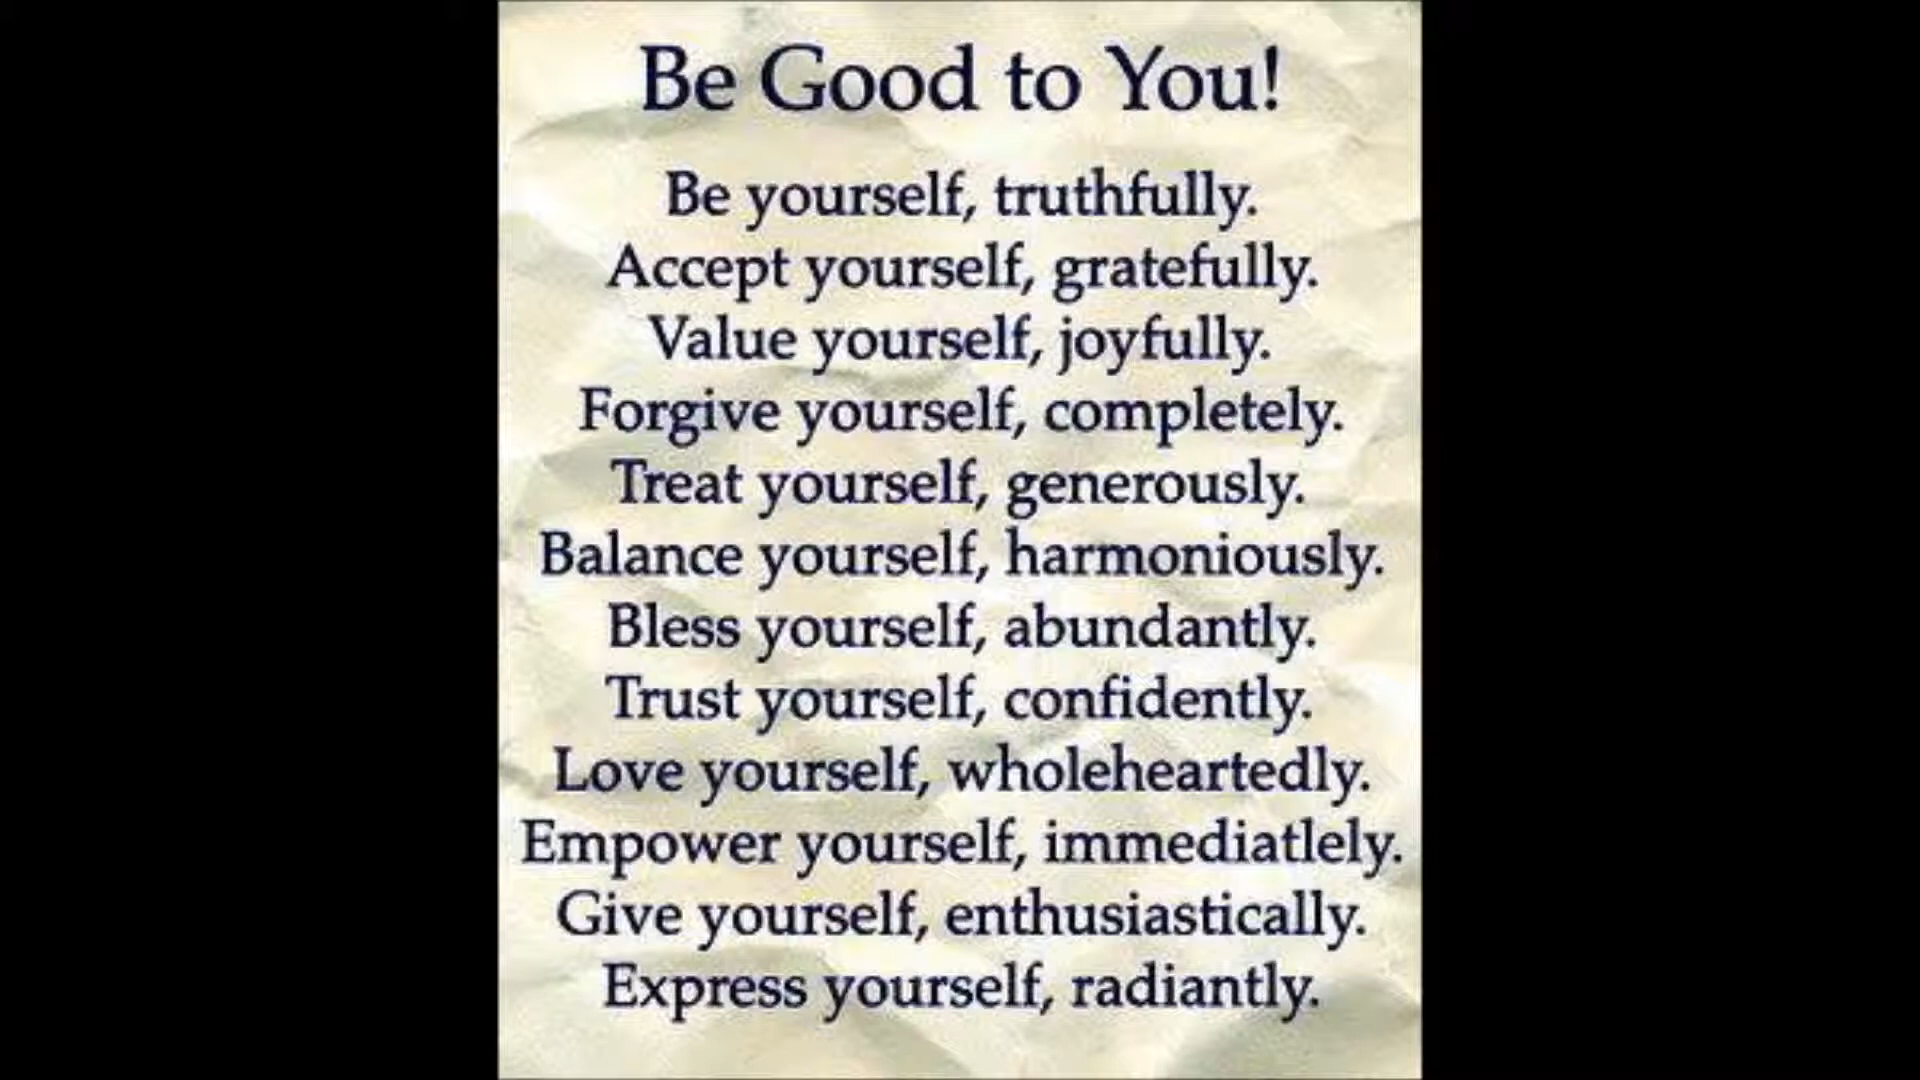 Be Good to You!
Be yourself, truthfully.
Accept yourself, gratefully.
Value yourself, joyfully.
Forgive yourself, completely.
Treat yourself, generously.
Balance yourself, harmoniously.
Bless yourself, abundantly.
Trust yourself, confidently.
Love yourself, wholeheartedly.
Empower yourself, immediatlely.
Give yourself, enthusiastically.
Express yourself, radiantly.